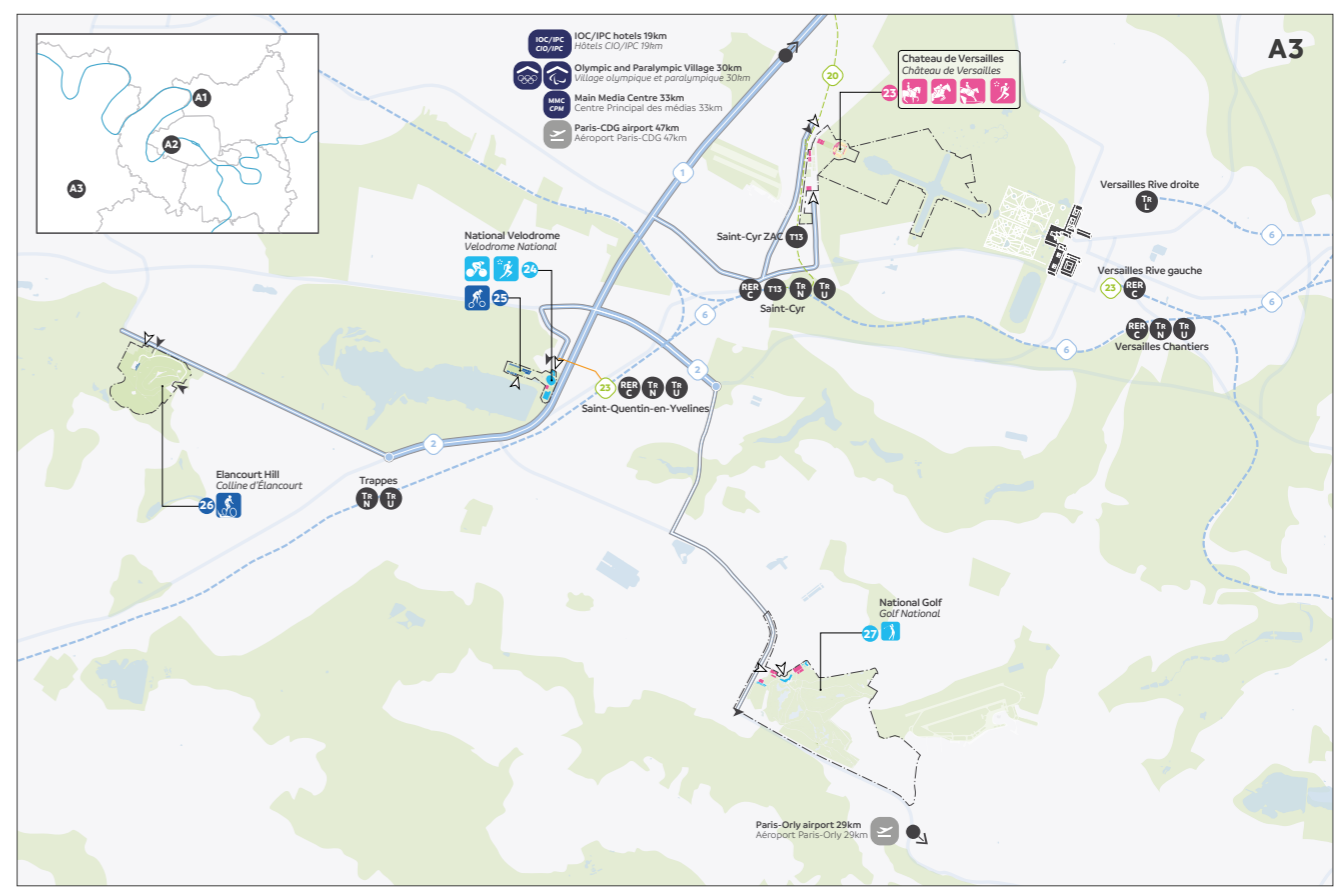 A3
A1
A2
A3
IOC/IPC
CIO/IPC
IOC/IPC hotels 19km
Hôtels CIO/IPC 19km
Olympic and Paralympic Village 30km
Village olympique et paralympique 30km
MMC
CPM
Main Media Centre 33km
Centre Principal des médias 33km
Paris-CDG airport 47km
Aéroport Paris-CDG 47km
20
Chateau de Versailles
Château de Versailles
23
1
Versailles Rive droite
TR
L
6
National Velodrome
Velodrome National
24
25
Saint-Cyr ZAC
T13
RER
C
T13
TR
N
TR
U
Saint-Cyr
Versailles Rive gauche
23
RER
C
6
6
RER
C
TR
N
TR
U
Versailles Chantiers
6
2
23
RER
C
TR
N
TR
U
Saint-Quentin-en-Yvelines
2
Elancourt Hill
Colline d'Élancourt
26
Trappes
TR
N
TR
U
National Golf
Golf National
27
Paris-Orly airport 29km
Aéroport Paris-Orly 29km